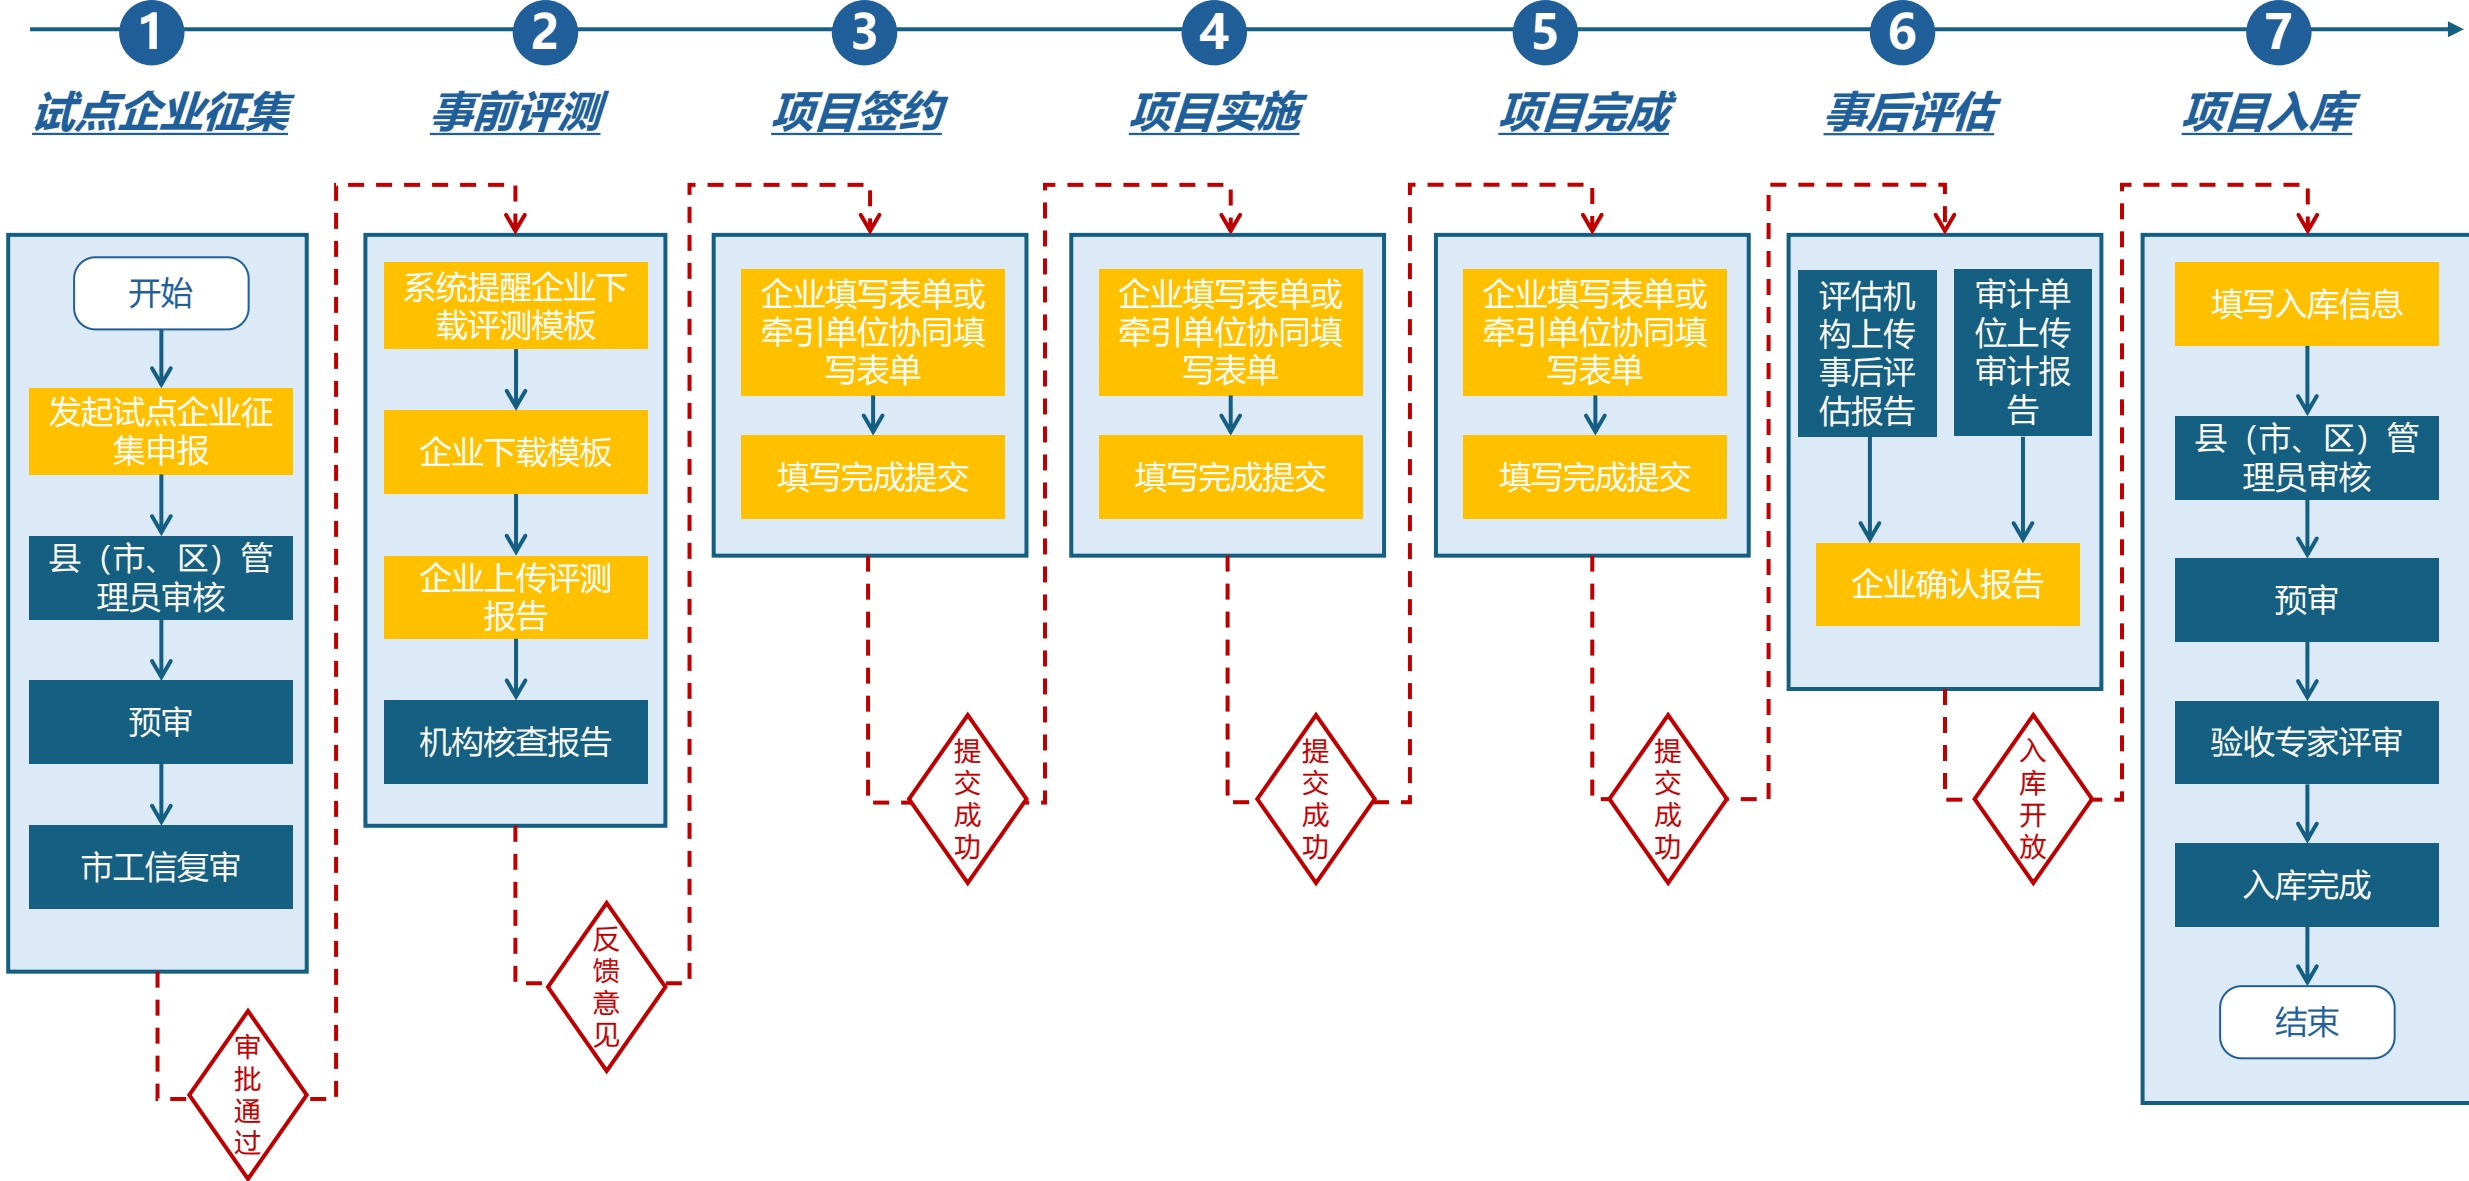 1
2
3
4
5
6
7
试点企业征集
事前评测
项目签约
项目实施
项目完成
事后评估
项目入库
开始
发起试点企业征
集申报
县（市、区）管
理员审核
预审
市工信复审
审
批
通
过
系统提醒企业下
载评测模板
企业下载模板
企业上传评测
报告
机构核查报告
反
馈
意
见
企业填写表单或
牵引单位协同填
写表单
填写完成提交
提
交
成
功
企业填写表单或
牵引单位协同填
写表单
填写完成提交
提
交
成
功
企业填写表单或
牵引单位协同填
写表单
填写完成提交
提
交
成
功
评估机
构上传
事后评
估报告
审计单
位上传
审计报
告
企业确认报告
入
库
开
放
填写入库信息
县（市、区）管
理员审核
预审
验收专家评审
入库完成
结束